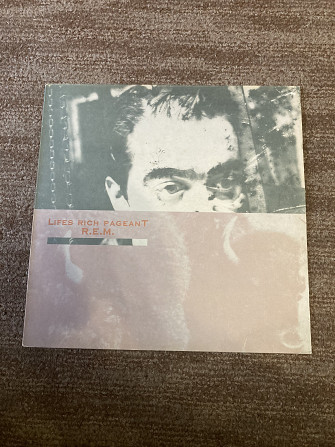 LIFES RICH PAGEANT
R.E.M.